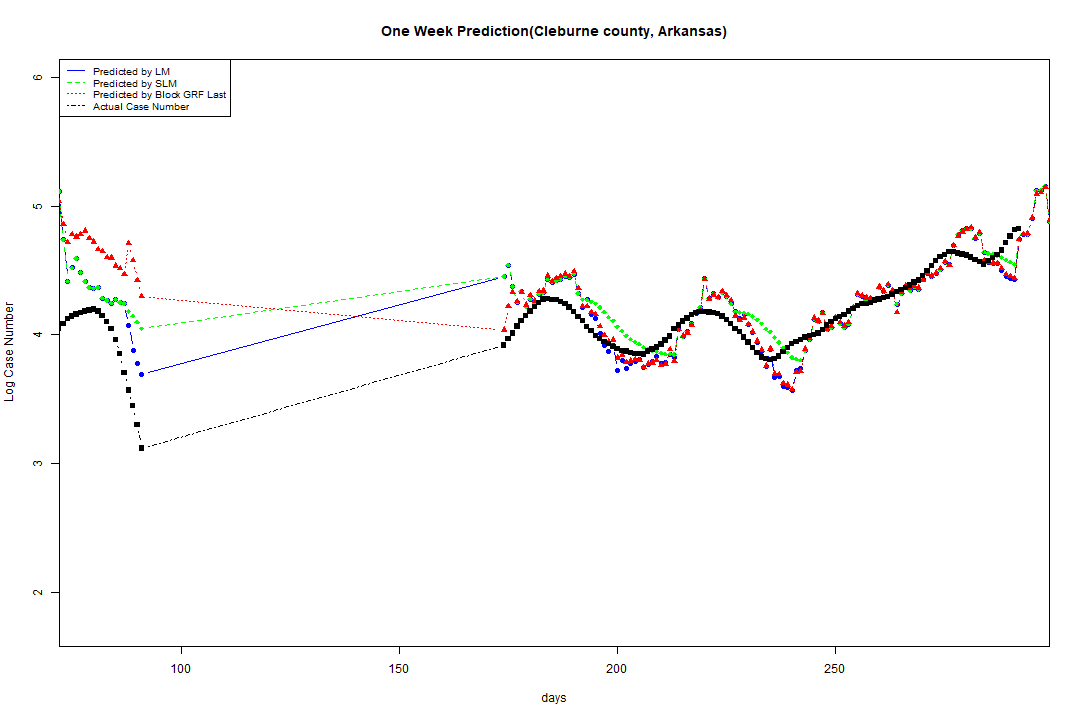 One Week Prediction(Cleburne county, Arkansas)
Predicted by LM
Predicted by SLM
Predicted by Block GRF Last
Actual Case Number
Log Case Number
6
5
4
3
2
100 150 200 250
days